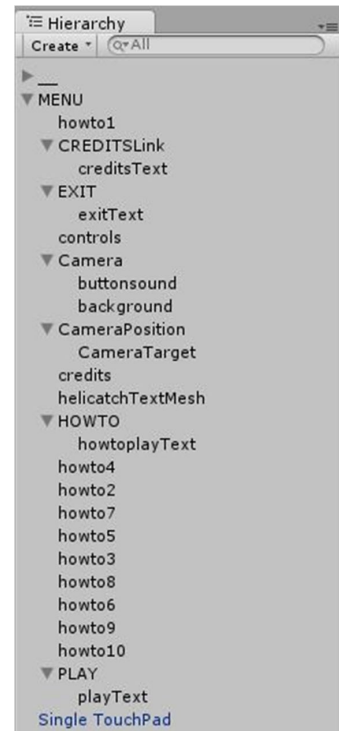 Hierarchy
Create All
__
MENU
howto1
CREDITSLink
creditsText
EXIT
exitText
controls
Camera
buttonsound
background
CameraPosition
CameraTarget
credits
helicatchTextMesh
HOWTO
howtoplayText
howto4
howto2
howto7
howto5
howto3
howto8
howto6
howto9
howto10
PLAY
playText
Single TouchPad